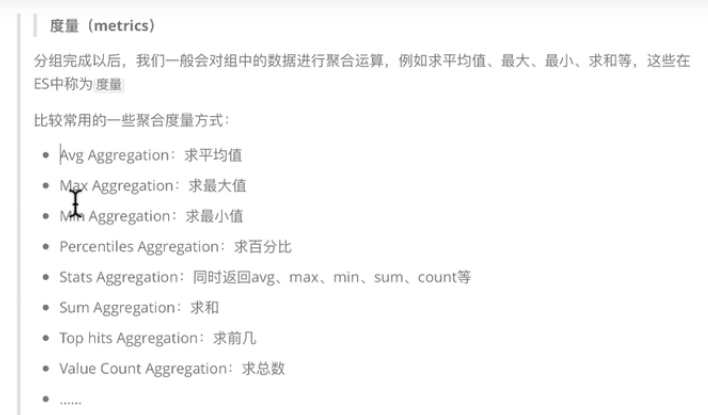 度量（metrics）
分组完成以后，我们一般会对组中的数据进行聚合运算，例如求平均值、最大、最小、求和等，这些在
ES中称为度量
比较常用的一些聚合度量方式：
Avg Aggregation：求平均值
Max Aggregation：求最大值
Min Aggregation：求最小值
Percentiles Aggregation：求百分比
Stats Aggregation：同时返回avg、max、min、sum、count等
Sum Aggregation：求和
Top hits Aggregation：求前几
Value Count Aggregation：求总数
......